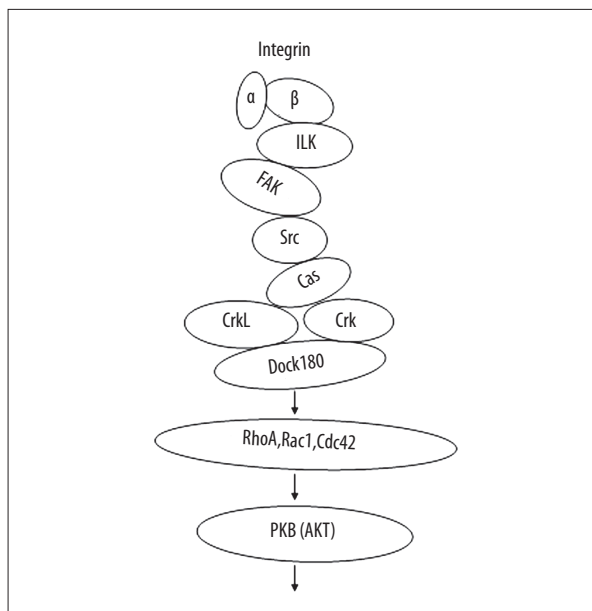 Integrin
α β
ILK
FAK
Src
Cas
CrkL Crk
Dock180
RhoA,Rac1,Cdc42
PKB (AKT)